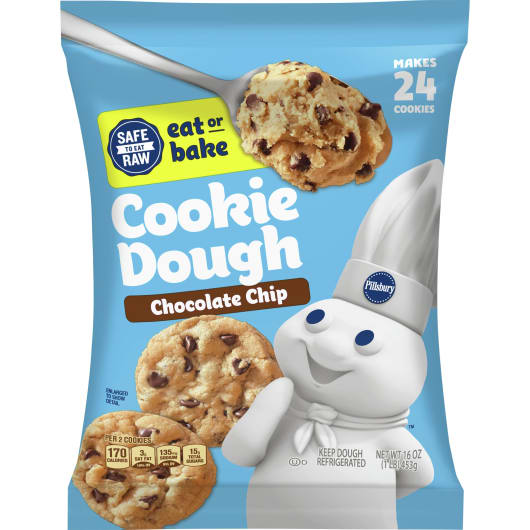 MAKES
24
COOKIES
SAFE
TO EAT
RAW
eat or
bake
Cookie
Dough
Chocolate Chip
Pillsbury
ENLARGED
TO SHOW
DETAIL.
PER 2 COOKIES
170
CALORIES
3g
SAT FAT
135mg
SODIUM
15g
TOTAL
SUGARS
U D
KEEP DOUGH
REFRIGERATED
NET WT 16 OZ
(1 LB) 453g
TM